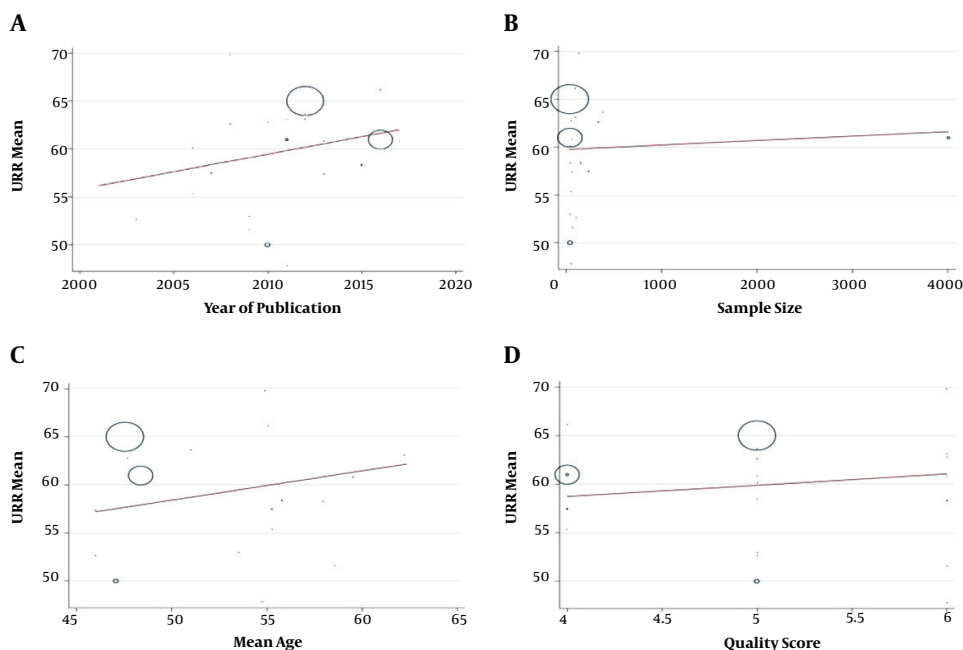 A
URR Mean
70
65
60
55
50
2000 2005 2010 2015 2020
Year of Publication
B
URR Mean
70
65
60
55
50
0 1000 2000 3000 4000
Sample Size
C
URR Mean
70
65
60
55
50
45 50 55 60 65
Mean Age
D
URR Mean
70
65
60
55
50
4 4.5 5 5.5 6
Quality Score